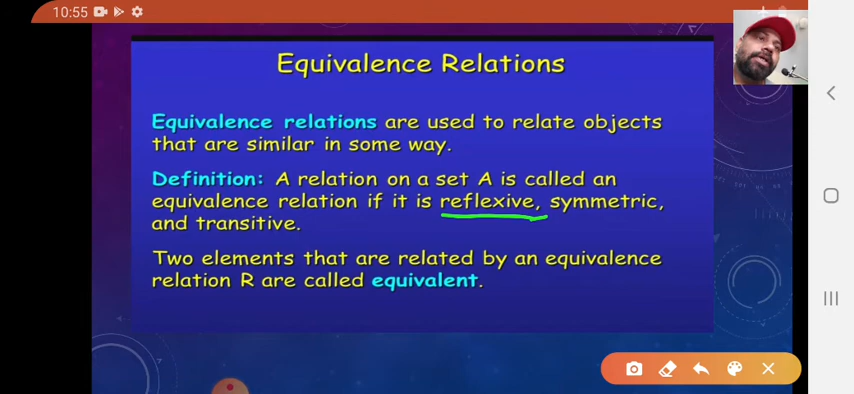 10:55
Equivalence Relations
Equivalence relations are used to relate objects
that are similar in some way.
Definition: A relation on a set A is called an
equivalence relation if it is reflexive, symmetric,
and transitive.
Two elements that are related by an equivalence
relation R are called equivalent.